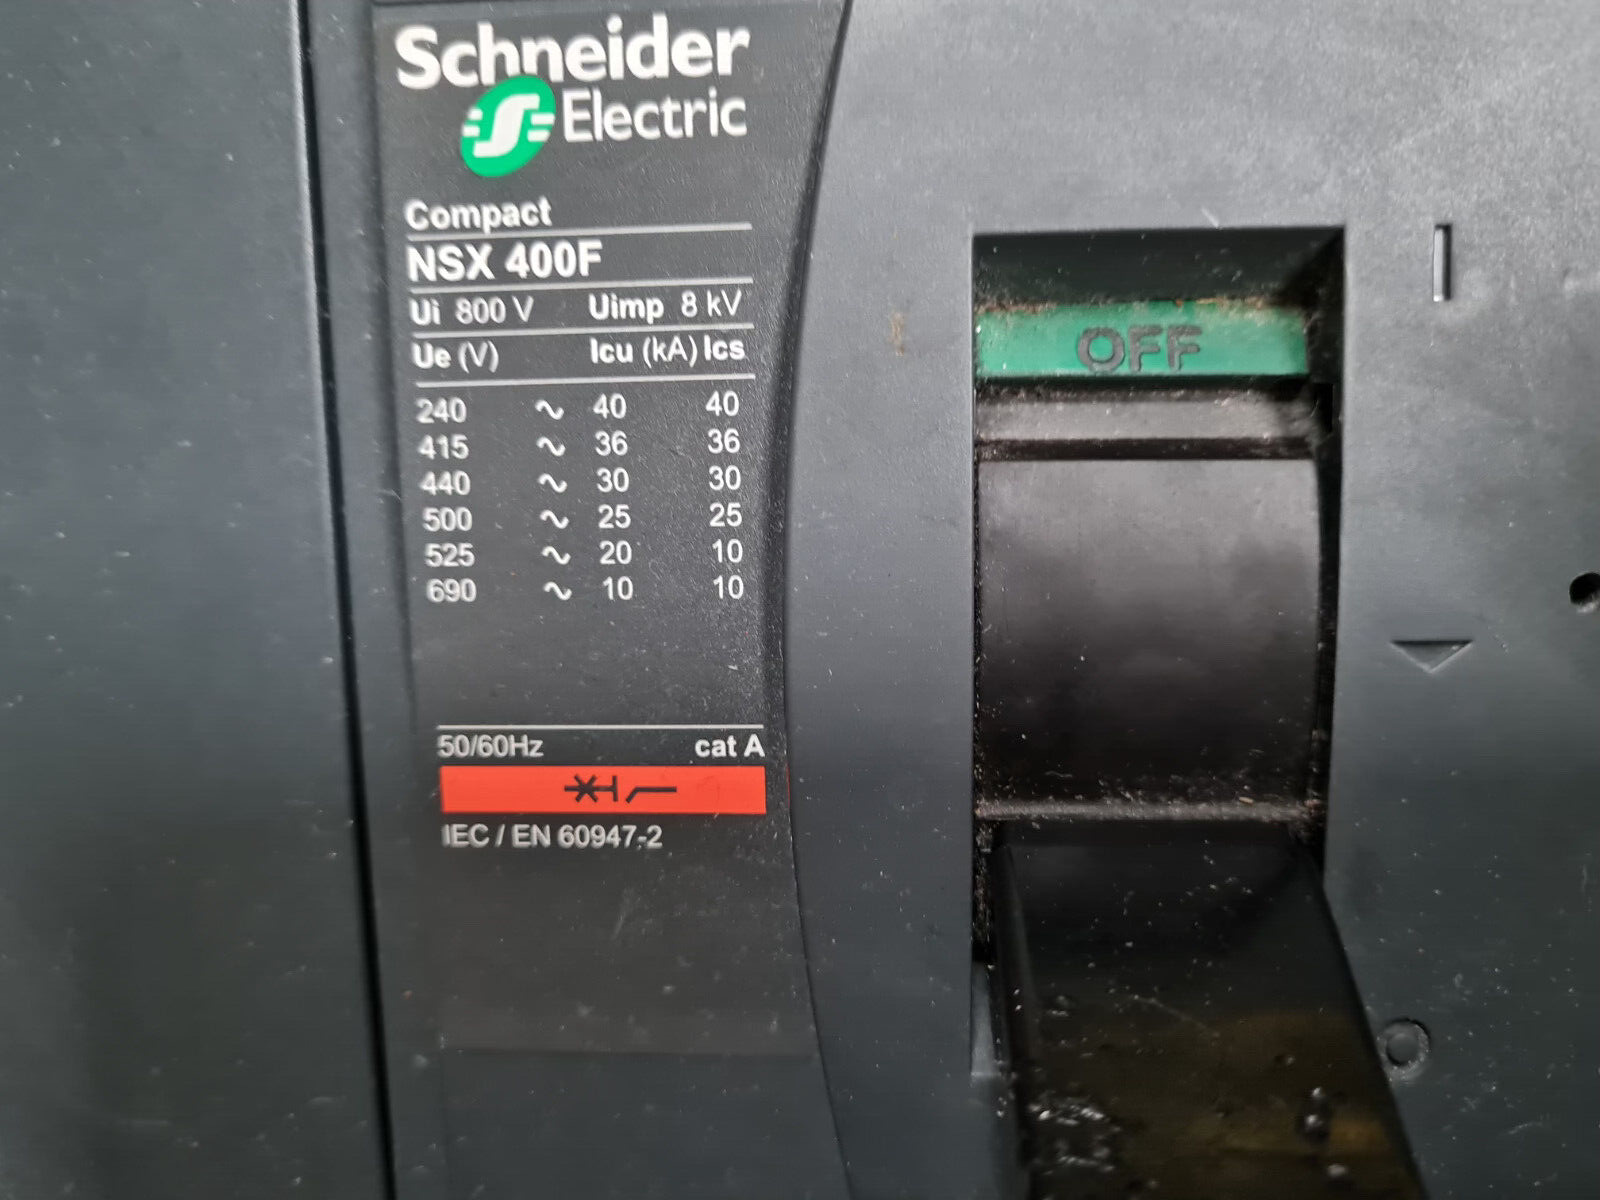 Schneider
Electric
Compact
NSX 400F
Ui 800 V Uimp 8 kV
Ue (V) Icu (kA) Ics
240 ~ 40 40
415 ~ 36 36
440 ~ 30 30
500 ~ 25 25
525 ~ 20 10
690 ~ 10 10
50/60Hz cat A
IEC / EN 60947-2
OFF
I
O